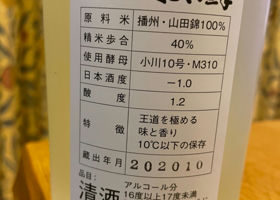 原料米 播州・山田錦100%
精米歩合 40%
使用酵母 小川10号・M310
日本酒度 −1.0
酸度 1.2
特徴 王道を極める
味と香り
10℃以下の保存
蔵出年月 202010
品目:
清酒 アルコール分
16度以上17度未満